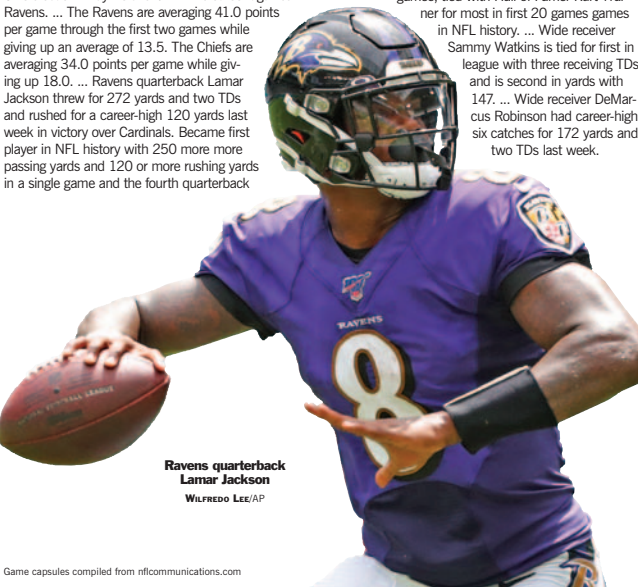 Ravens. ... The Ravens are averaging 41.0 points
per game through the first two games while
giving up an average of 13.5. The Chiefs are
averaging 34.0 points per game while giv-
ing up 18.0. ... Ravens quarterback Lamar
Jackson threw for 272 yards and two TDs
and rushed for a career-high 120 yards last
week in victory over Cardinals. Became first
player in NFL history with 250 more more
passing yards and 120 or more rushing yards
in a single game and the fourth quarterback
ner for most in first 20 games games
in NFL history. ... Wide receiver
Sammy Watkins is tied for first in
league with three receiving TDs
and is second in yards with
147. ... Wide receiver DeMar-
cus Robinson had career-high
six catches for 172 yards and
two TDs last week.
RAVENS
8
Ravens quarterback
Lamar Jackson
WILFREDO LEE/AP
Game capsules compiled from nflcommunications.com